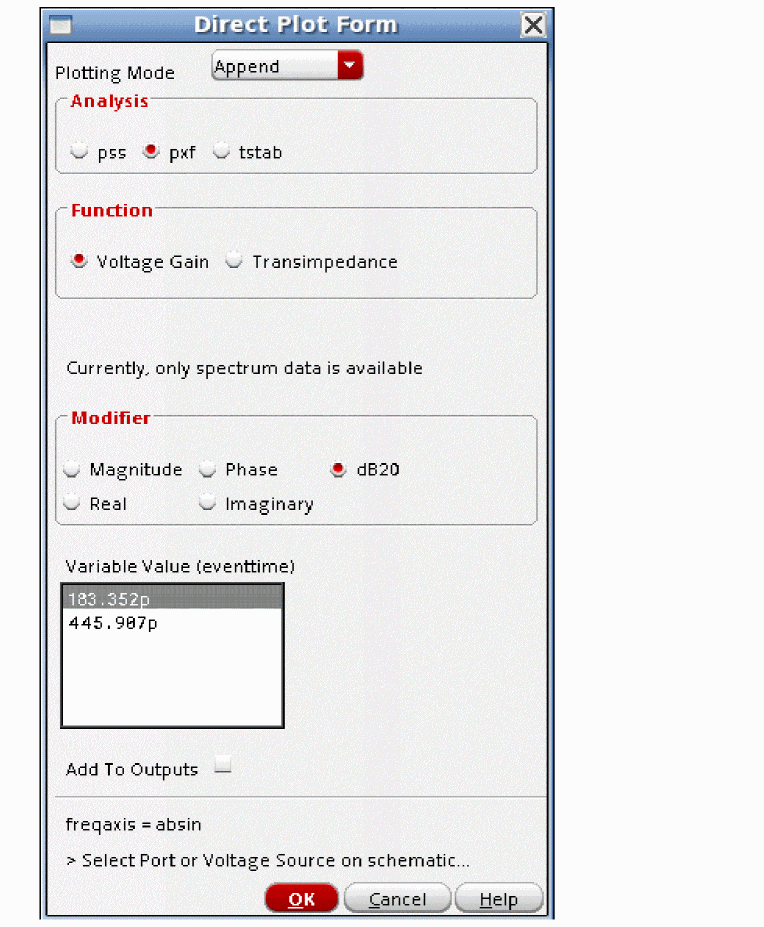 Direct Plot Form
Plotting Mode Append
Analysis
pss pxf tstab
Function
Voltage Gain Transimpedance
Currently, only spectrum data is available
Modifier
Magnitude Phase dB20
Real Imaginary
Variable Value (eventtime)
183.352p
445.907p
Add To Outputs
freqaxis = absin
> Select Port or Voltage Source on schematic...
OK Cancel Help